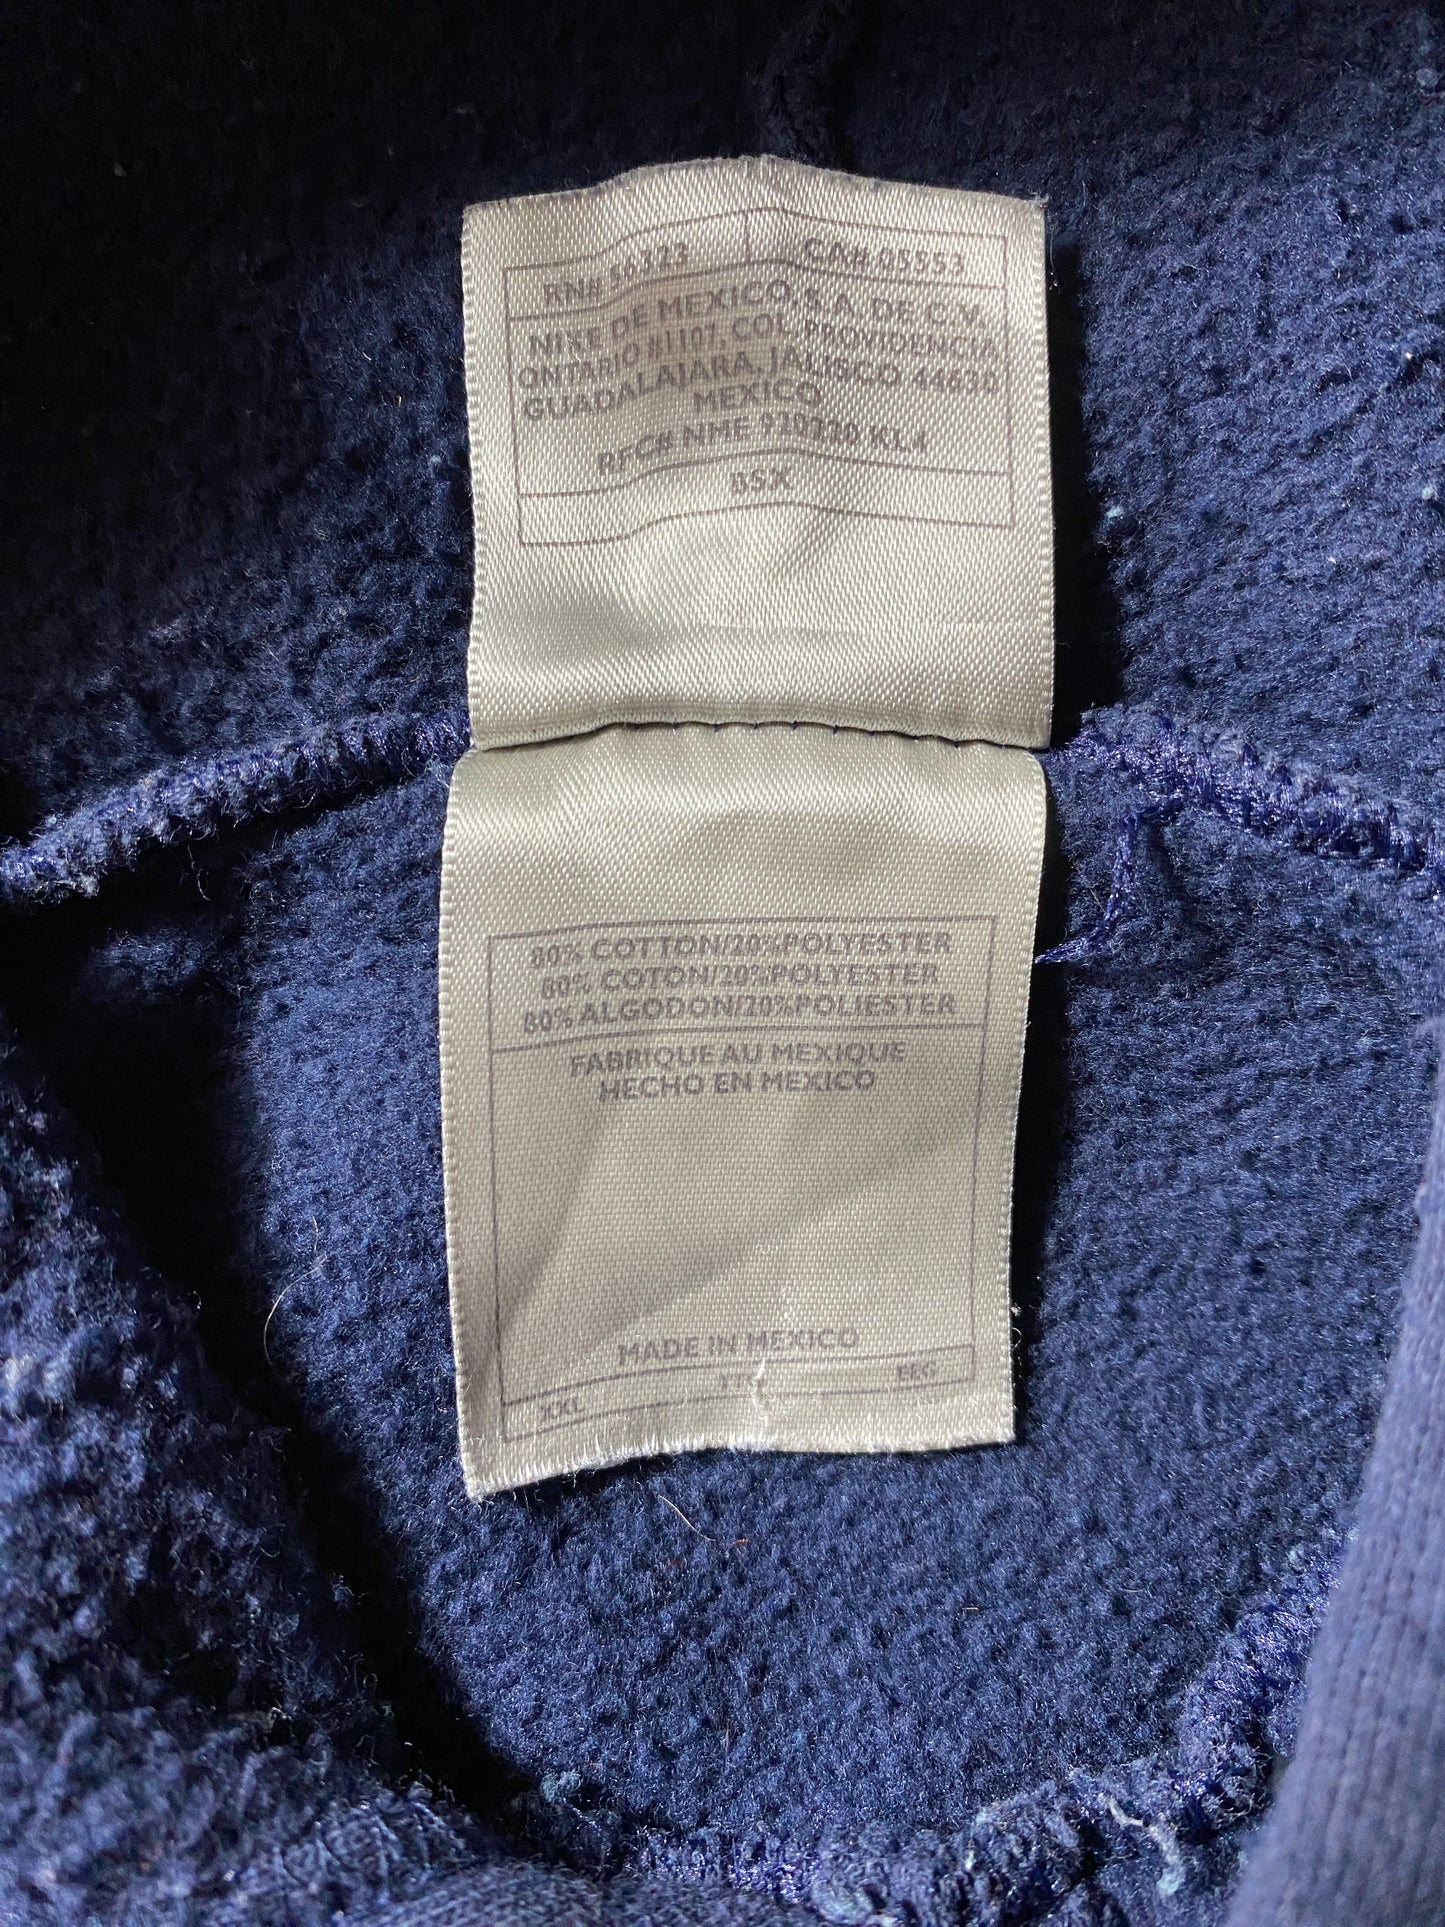 RN# 56323 CA# 05553
NIKE DE MEXICO, S.A. DE C.V.
ONTARIO #1107, COL. PROVIDENCIA
GUADALAJARA, JALISCO 44630
MEXICO
RFC# NME 920220 KL4
BSX
80% COTTON/20%POLYESTER
80% COTON/20%POLYESTER
80% ALGODON/20%POLIESTER
FABRIQUE AU MEXIQUE
HECHO EN MEXICO
MADE IN MEXICO
XXL EEG